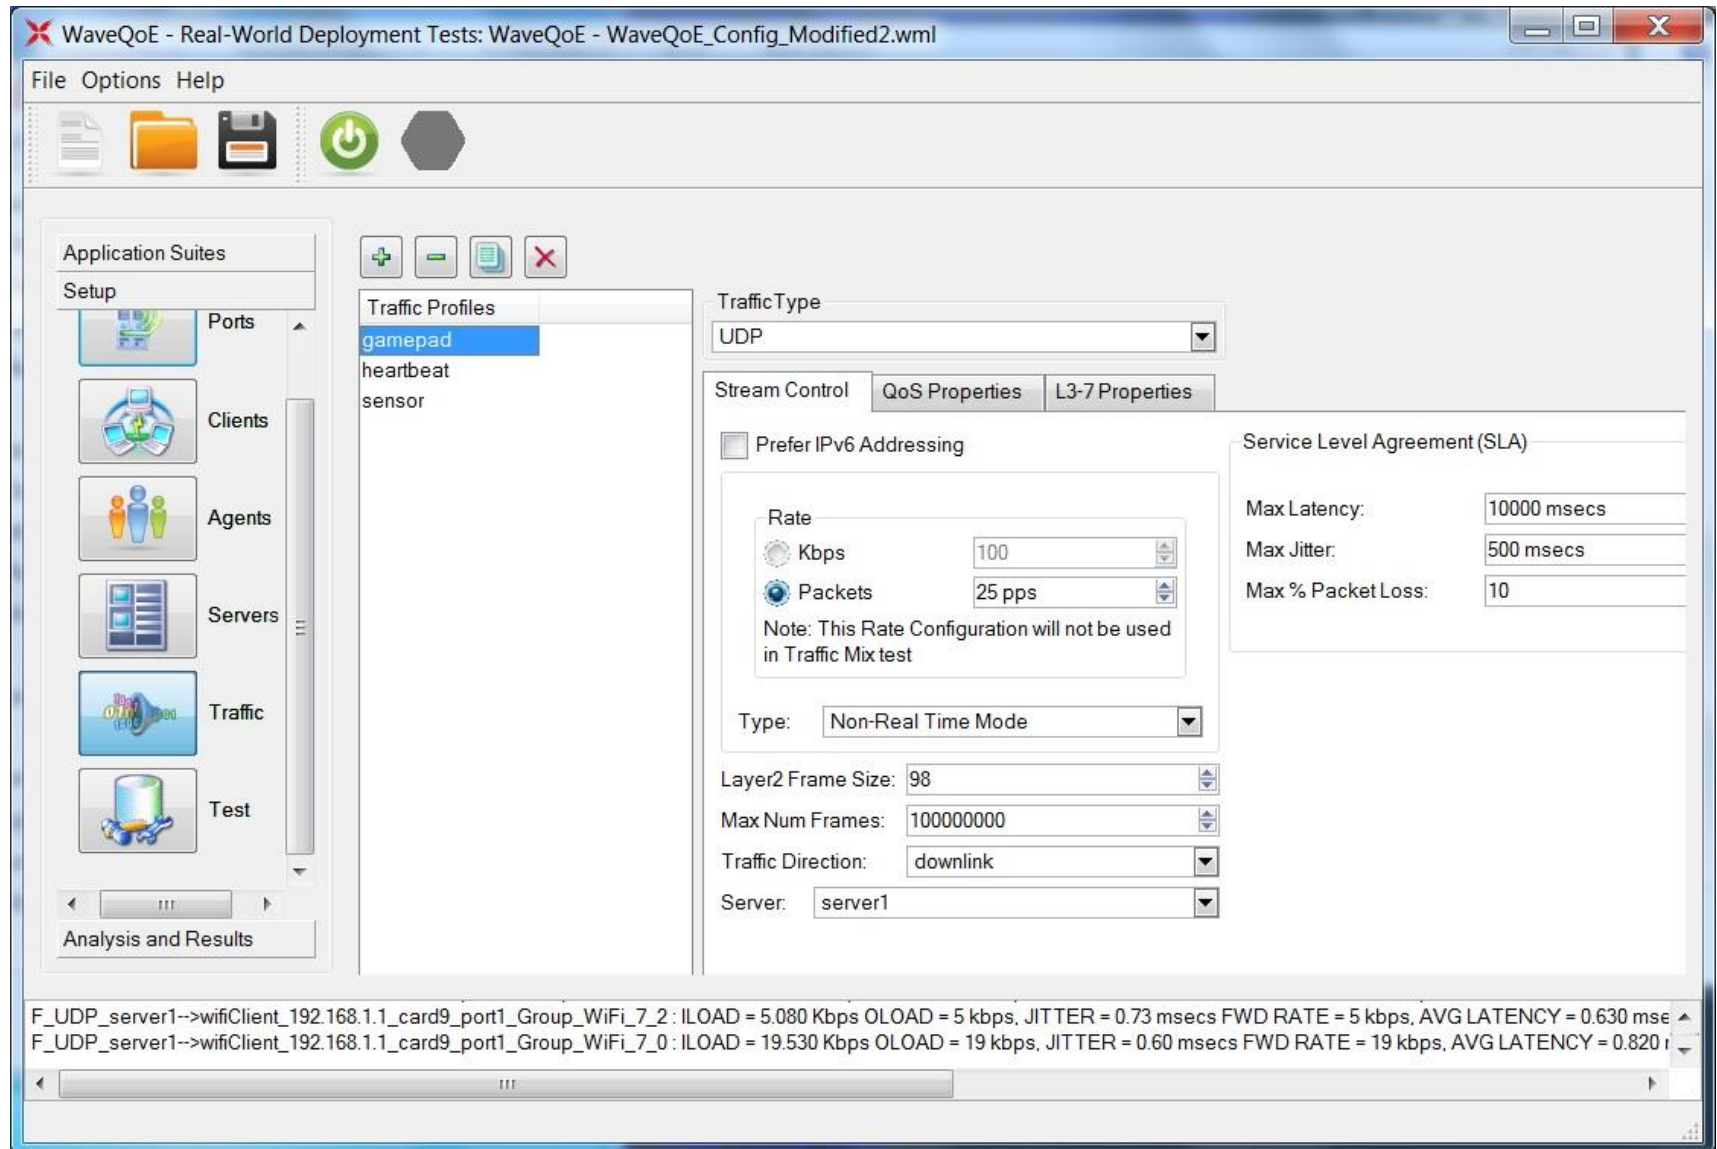 WaveQoE - Real-World Deployment Tests: WaveQoE - WaveQoE_Config_Modified2.wml
File Options Help
Application Suites
Setup
Ports
Clients
Agents
Servers
Traffic
Test
Analysis and Results
Traffic Profiles
gamepad
heartbeat
sensor
Traffic Type
UDP
Stream Control QoS Properties L3-7 Properties
Prefer IPv6 Addressing
Rate
Kbps 100
Packets 25 pps
Note: This Rate Configuration will not be used
in Traffic Mix test
Type: Non-Real Time Mode
Layer2 Frame Size: 98
Max Num Frames: 100000000
Traffic Direction: downlink
Server: server1
Service Level Agreement (SLA)
Max Latency: 10000 msecs
Max Jitter: 500 msecs
Max % Packet Loss: 10
F_UDP_server1-->wifiClient_192.168.1.1_card9_port1_Group_WiFi_7_2 : ILOAD = 5.080 Kbps OLOAD = 5 kbps, JITTER = 0.73 msecs FWD RATE = 5 kbps, AVG LATENCY = 0.630 mse
F_UDP_server1-->wifiClient_192.168.1.1_card9_port1_Group_WiFi_7_0 : ILOAD = 19.530 Kbps OLOAD = 19 kbps, JITTER = 0.60 msecs FWD RATE = 19 kbps, AVG LATENCY = 0.820